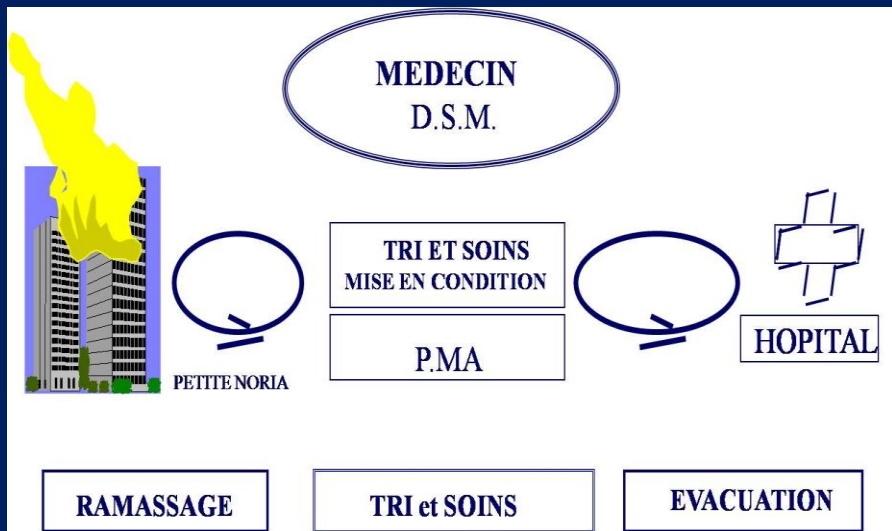 MEDECIN
D.S.M.
TRI ET SOINS
MISE EN CONDITION
P.MA
PETITE NORIA
HOPITAL
RAMASSAGE
TRI et SOINS
EVACUATION